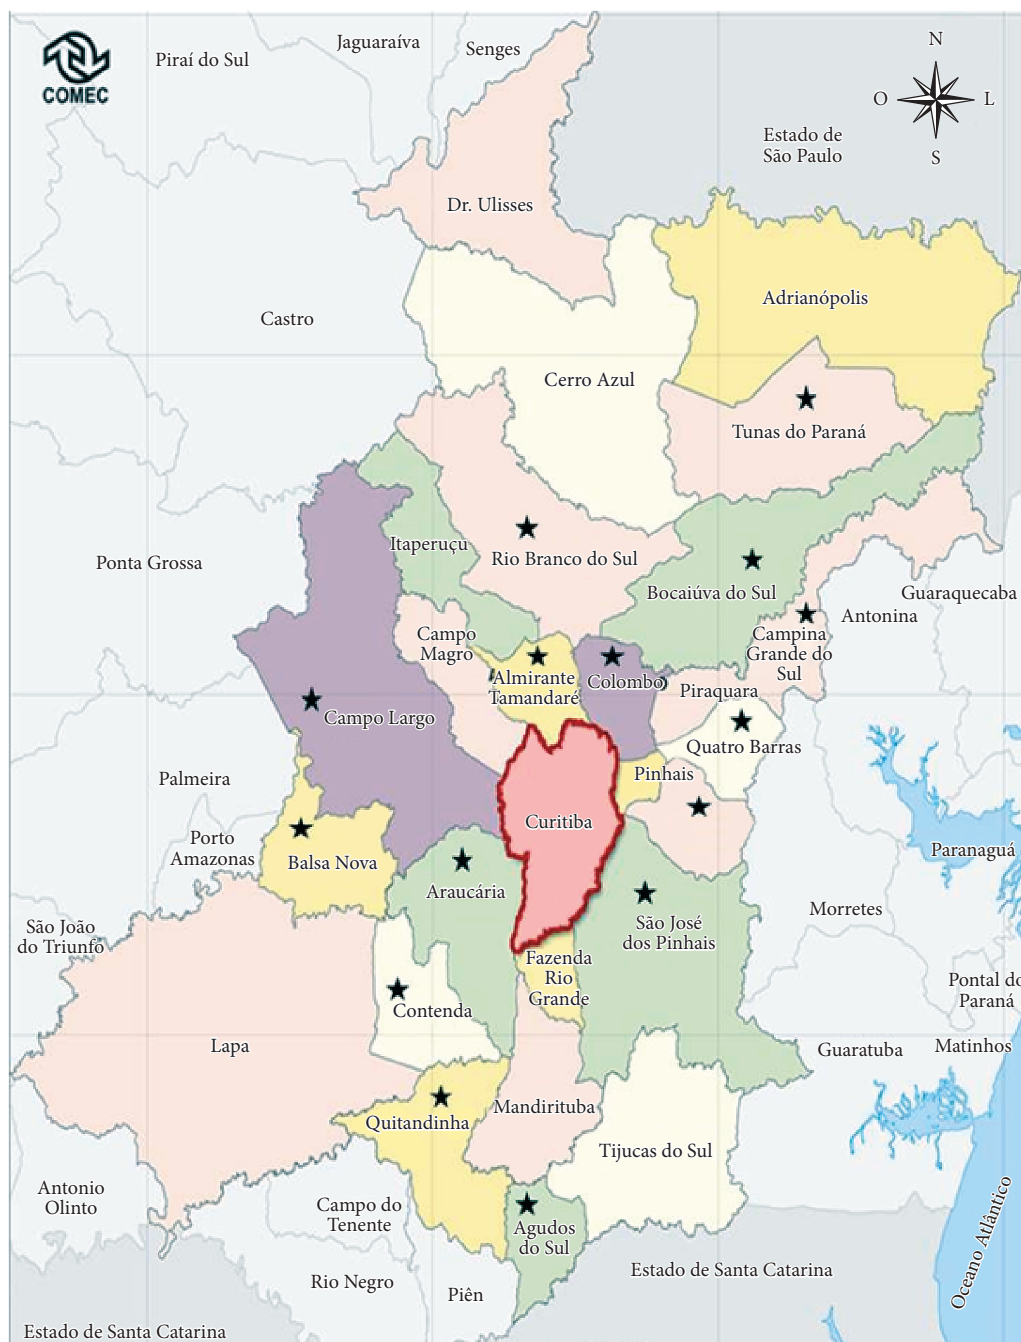 Jaguaraíva
Senges
Piraí do Sul
COMEC
N
O
L
S
Estado de
São Paulo
Dr. Ulisses
Adrianópolis
Castro
Cerro Azul
Tunas do Paraná
Itaperuçu
Rio Branco do Sul
Ponta Grossa
Bocaiúva do Sul
Guaraquecaba
Antonina
Campo
Magro
Campina
Grande do
Sul
Almirante
Tamandaré
Colombo
Piraquara
Campo Largo
Quatro Barras
Pinhais
Palmeira
Curitiba
Porto
Amazonas
Balsa Nova
Paranaguá
Araucária
São José
dos Pinhais
Morretes
São João
do Triunfo
Fazenda
Rio
Grande
Pontal do
Paraná
Contenda
Lapa
Guaratuba
Matinhos
Mandirituba
Quitandinha
Tijucas do Sul
Antonio
Olinto
Campo do
Tenente
Agudos
do Sul
Oceano Atlântico
Rio Negro
Piên
Estado de Santa Catarina
Estado de Santa Catarina